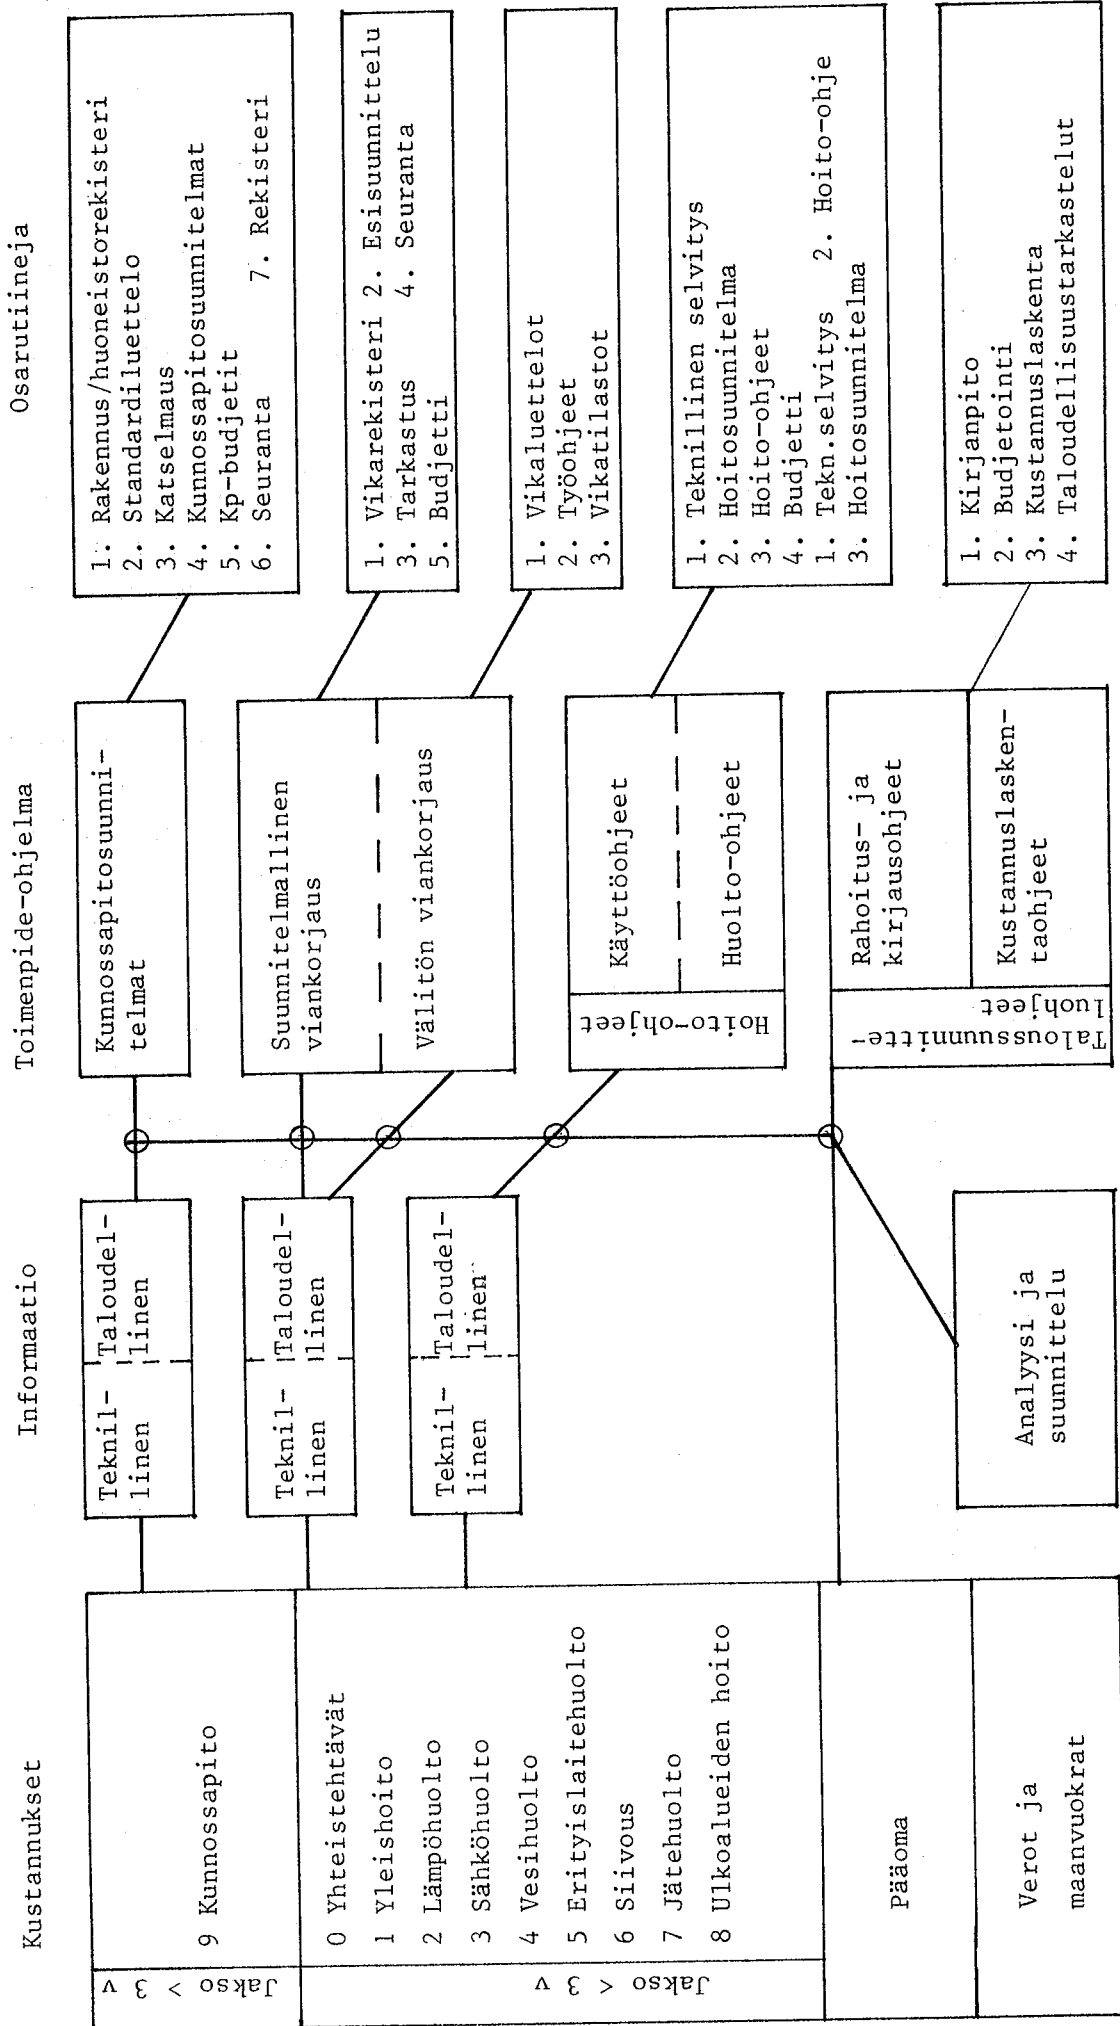 Kustannukset
Jakso > 3 v
9 Kunnossapito
Jakso < 3 v
0 Yhteistehtävät
1 Yleishoito
2 Lämpöhuolto
3 Sähköhuolto
4 Vesihuolto
5 Erityislaitehuolto
6 Siivous
7 Jätehuolto
8 Ulkoalueiden hoito
Pääoma
Verot ja
maanvuokrat
Informaatio
Teknil-
linen
Taloudel-
linen
Teknil-
linen
Taloudel-
linen
Teknil-
linen
Taloudel-
linen
Analyysi ja
suunnittelu
Toimenpide-ohjelma
Kunnossapitosuunni-
telmat
Suunnitelmallinen
viankorjaus
Välitön viankorjaus
Hoito-ohjeet
Käyttöohjeet
Huolto-ohjeet
Taloussuunnitte-
luohjeet
Rahoitus- ja
kirjausohjeet
Kustannuslasken-
taohjeet
Osarutiineja
1. Rakennus/huoneistorekisteri
2. Standardiluettelo
3. Katselmaus
4. Kunnossapitosuunnitelmat
5. Kp-budjetit
6. Seuranta 7. Rekisteri
1. Vikarekisteri 2. Esisuunnittelu
3. Tarkastus 4. Seuranta
5. Budjetti
1. Vikaluettelot
2. Työohjeet
3. Vikatilastot
1. Teknillinen selvitys
2. Hoitosuunnitelma
3. Hoito-ohjeet
4. Budjetti
1. Tekn.selvitys 2. Hoito-ohje
3. Hoitosuunnitelma
1. Kirjanpito
2. Budjetointi
3. Kustannuslaskenta
4. Taloudellisuustarkastelut